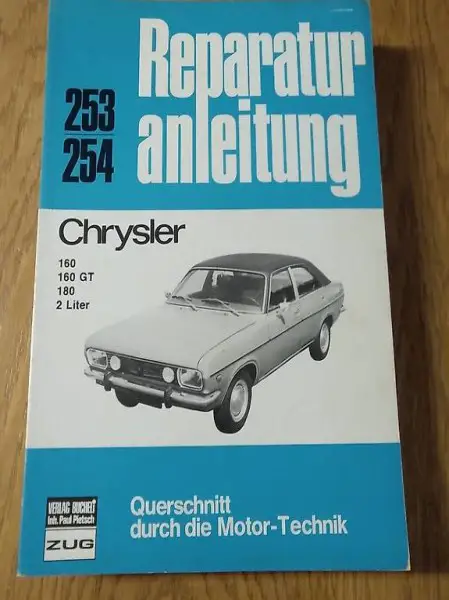 Reparatur
anleitung
253
254
Chrysler
160
160 GT
180
2 Liter
VERLAG BUCHELI
Inh. Paul Pietsch
ZUG
Querschnitt
durch die Motor-Technik